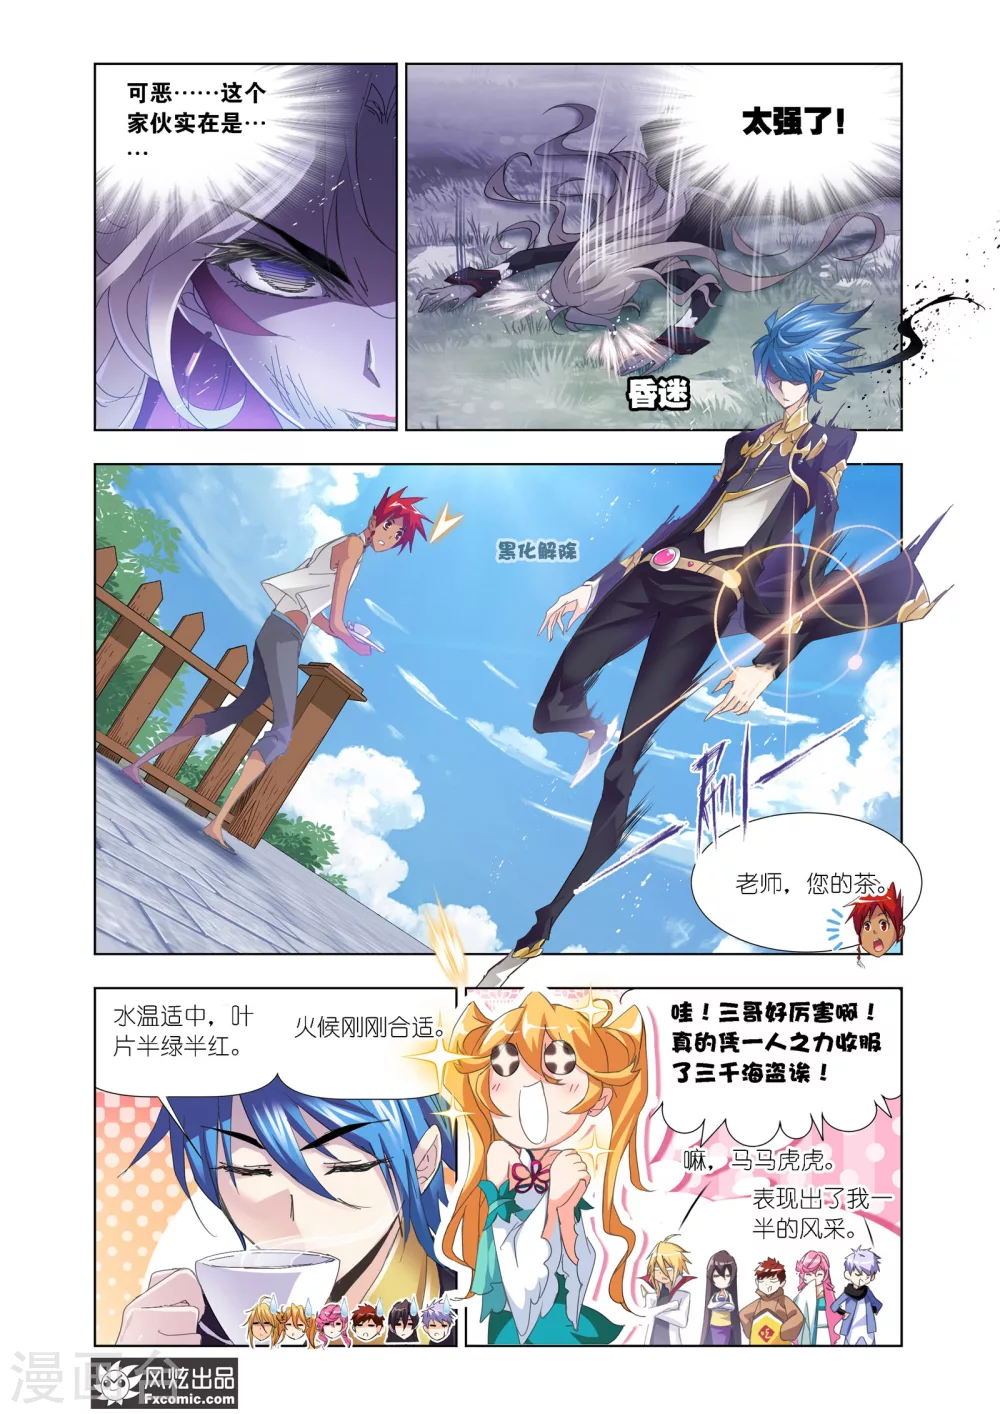 可恶……这个
家伙实在是…
…
太强了！
昏迷
黑化解除
刷
老师，您的茶。
水温适中，叶
片半绿半红。
火候刚刚合适。
哇！三哥好厉害啊！
真的凭一人之力收服
了三千海盗诶！
嘛，马马虎虎。
表现出了我一
半的风采。
漫画台
风炫出品
Fxcomic.com